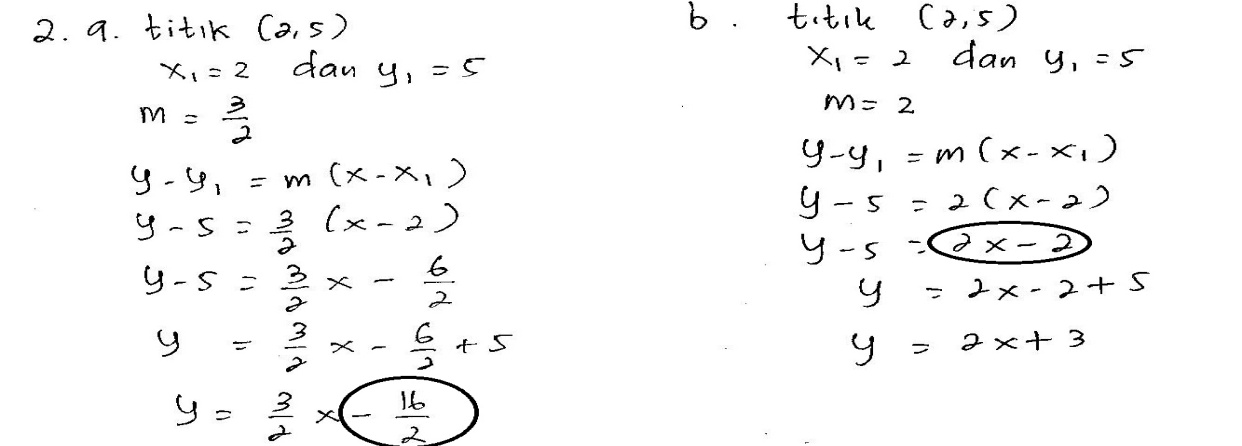 2. a. titik (2,5)
x₁ = 2 dan y₁ = 5
m = 3/2
y - y₁ = m (x - x₁)
y - 5 = 3/2 (x - 2)
y - 5 = 3/2 x - 6/2
y = 3/2 x - 6/2 + 5
y = 3/2 x - 16/2
b. titik (2,5)
x₁ = 2 dan y₁ = 5
m = 2
y - y₁ = m (x - x₁)
y - 5 = 2 (x - 2)
y - 5 = 2x - 2
y = 2x - 2 + 5
y = 2x + 3